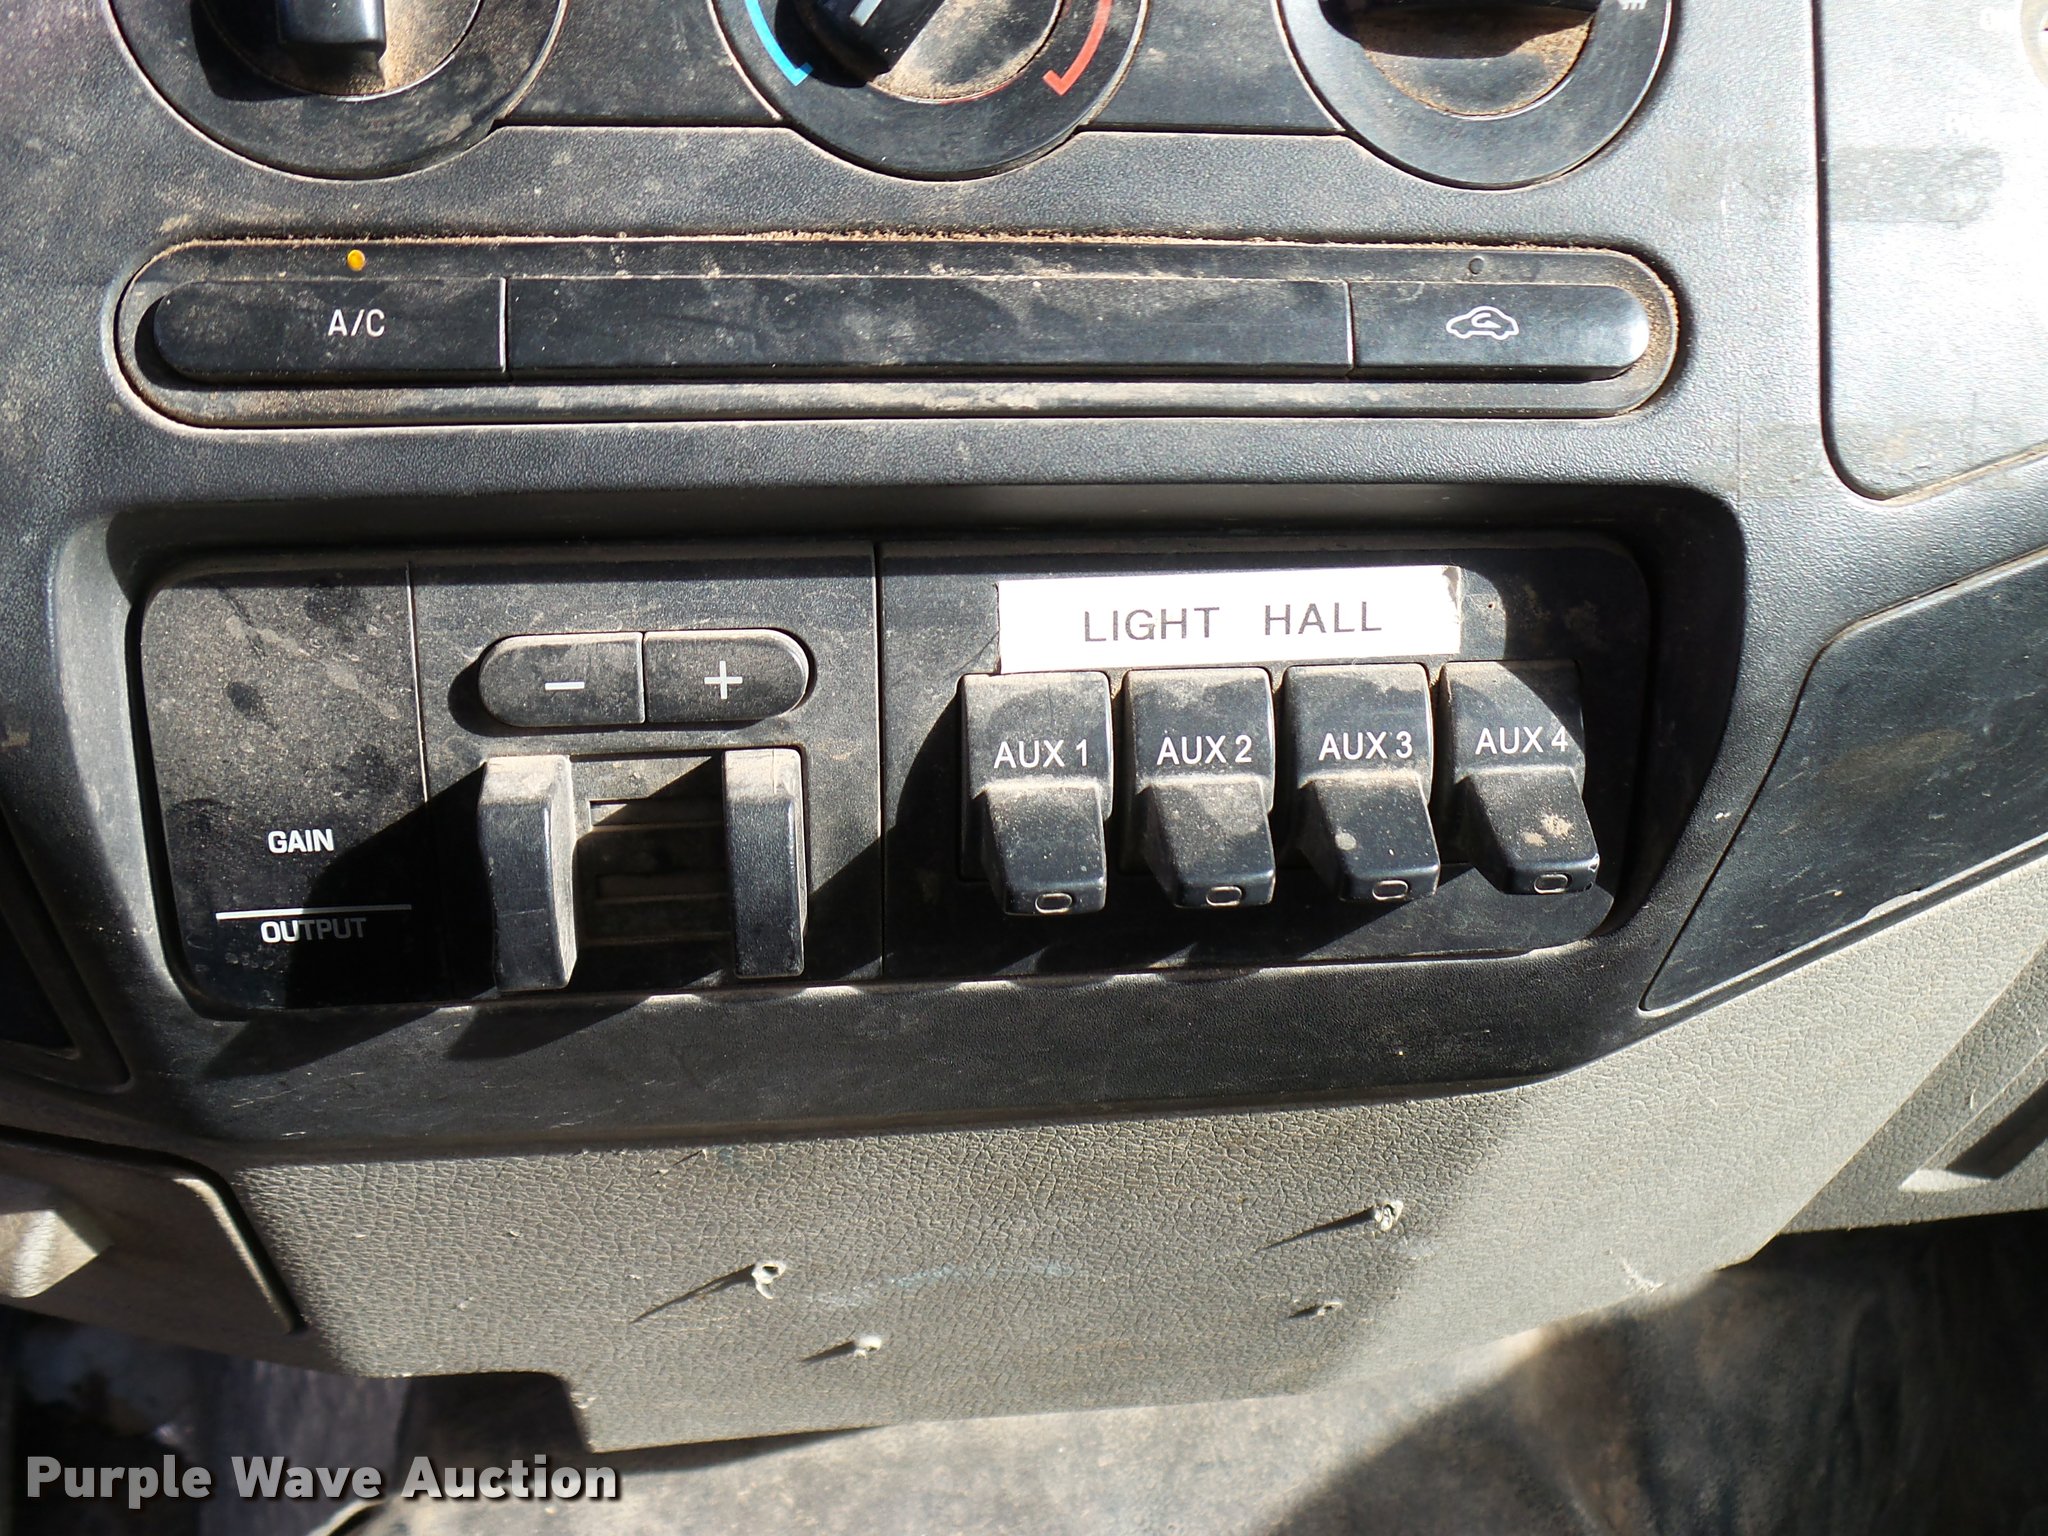 A/C
LIGHT HALL
- +
AUX 1 AUX 2 AUX 3 AUX 4
GAIN
OUTPUT
Purple Wave Auction